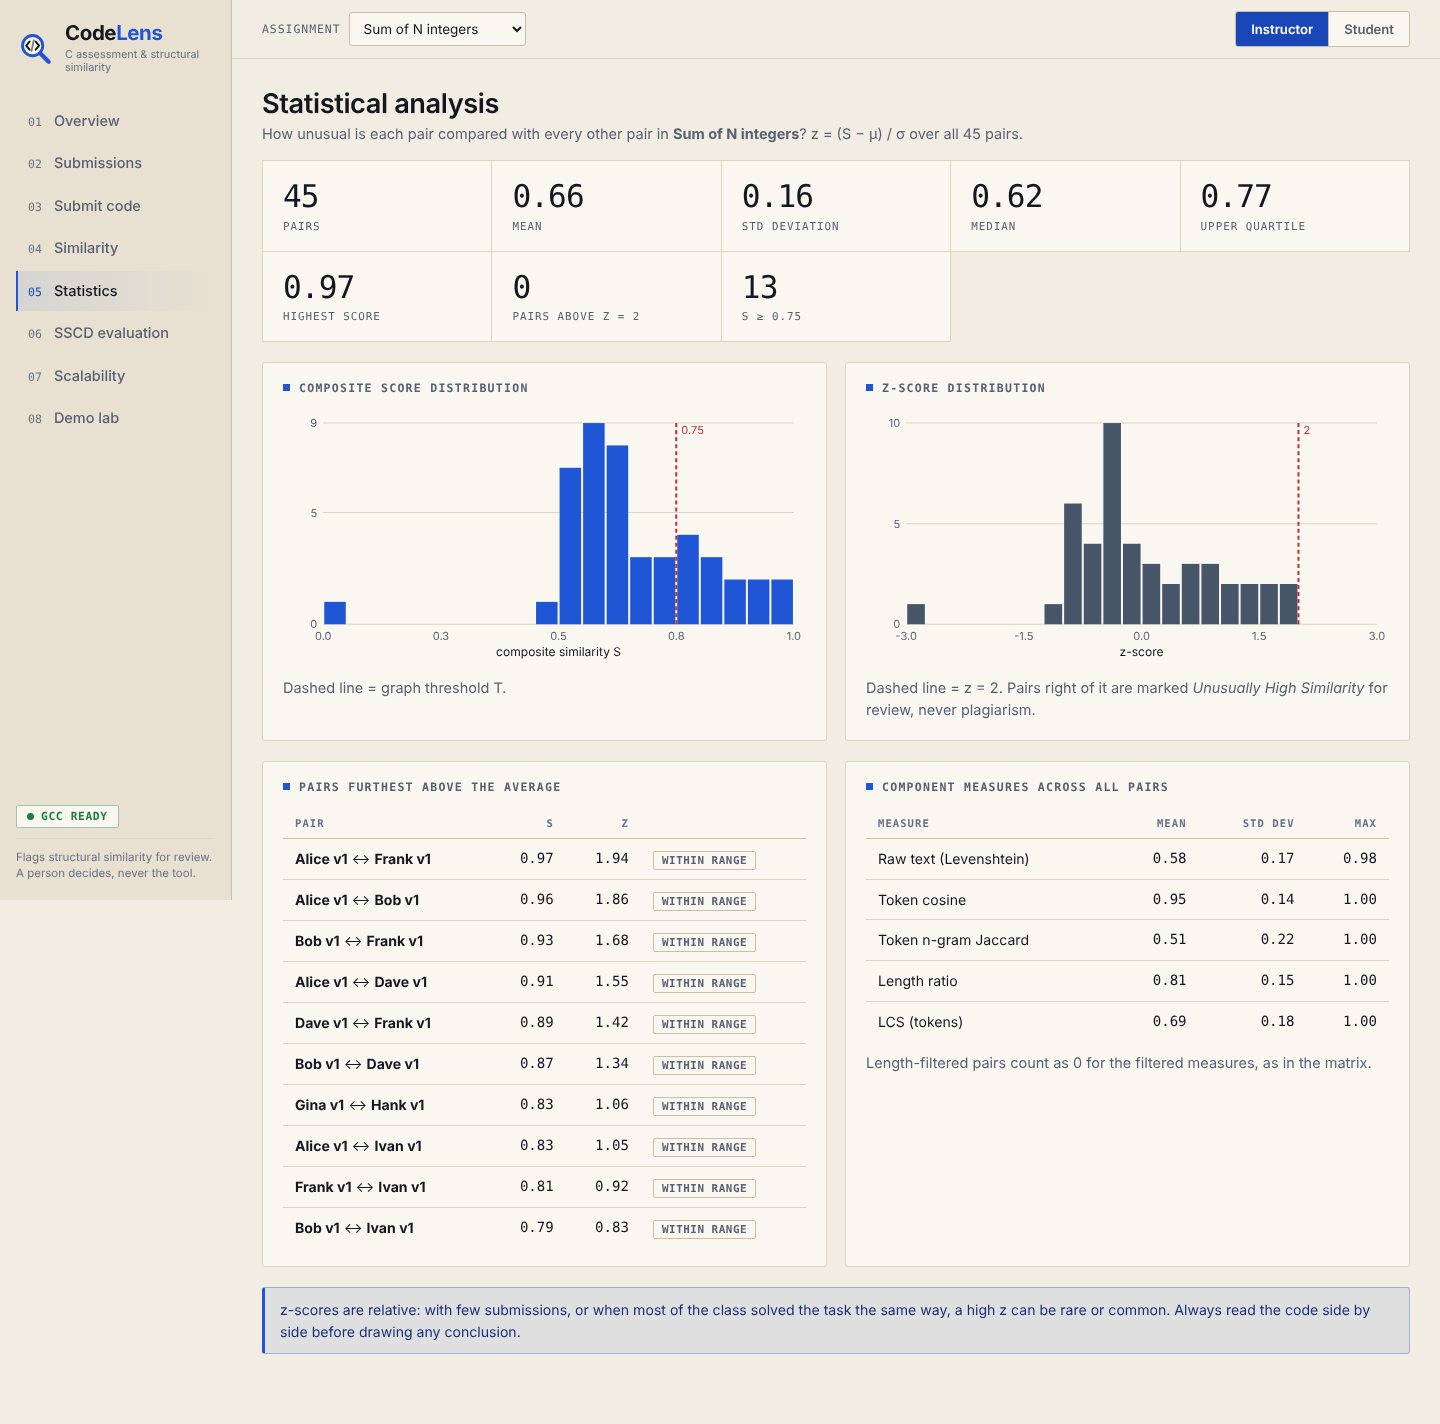 CodeLens
C assessment & structural
similarity
01 Overview
02 Submissions
03 Submit code
04 Similarity
05 Statistics
06 SSCD evaluation
07 Scalability
08 Demo lab
GCC READY
Flags structural similarity for review.
A person decides, never the tool.
ASSIGNMENT Sum of N integers
Instructor Student
Statistical analysis
How unusual is each pair compared with every other pair in Sum of N integers? z = (S − μ) / σ over all 45 pairs.
45 0.66 0.16 0.62 0.77
PAIRS MEAN STD DEVIATION MEDIAN UPPER QUARTILE
0.97 0 13
HIGHEST SCORE PAIRS ABOVE Z = 2 S ≥ 0.75
COMPOSITE SCORE DISTRIBUTION
9
0.75
5
0
0.0 0.3 0.5 0.8 1.0
composite similarity S
Dashed line = graph threshold T.
Z-SCORE DISTRIBUTION
10
2
5
0
-3.0 -1.5 0.0 1.5 3.0
z-score
Dashed line = z = 2. Pairs right of it are marked Unusually High Similarity for
review, never plagiarism.
PAIRS FURTHEST ABOVE THE AVERAGE
PAIR S Z
Alice v1 ↔ Frank v1 0.97 1.94 WITHIN RANGE
Alice v1 ↔ Bob v1 0.96 1.86 WITHIN RANGE
Bob v1 ↔ Frank v1 0.93 1.68 WITHIN RANGE
Alice v1 ↔ Dave v1 0.91 1.55 WITHIN RANGE
Dave v1 ↔ Frank v1 0.89 1.42 WITHIN RANGE
Bob v1 ↔ Dave v1 0.87 1.34 WITHIN RANGE
Gina v1 ↔ Hank v1 0.83 1.06 WITHIN RANGE
Alice v1 ↔ Ivan v1 0.83 1.05 WITHIN RANGE
Frank v1 ↔ Ivan v1 0.81 0.92 WITHIN RANGE
Bob v1 ↔ Ivan v1 0.79 0.83 WITHIN RANGE
COMPONENT MEASURES ACROSS ALL PAIRS
MEASURE MEAN STD DEV MAX
Raw text (Levenshtein) 0.58 0.17 0.98
Token cosine 0.95 0.14 1.00
Token n-gram Jaccard 0.51 0.22 1.00
Length ratio 0.81 0.15 1.00
LCS (tokens) 0.69 0.18 1.00
Length-filtered pairs count as 0 for the filtered measures, as in the matrix.
z-scores are relative: with few submissions, or when most of the class solved the task the same way, a high z can be rare or common. Always read the code side by
side before drawing any conclusion.